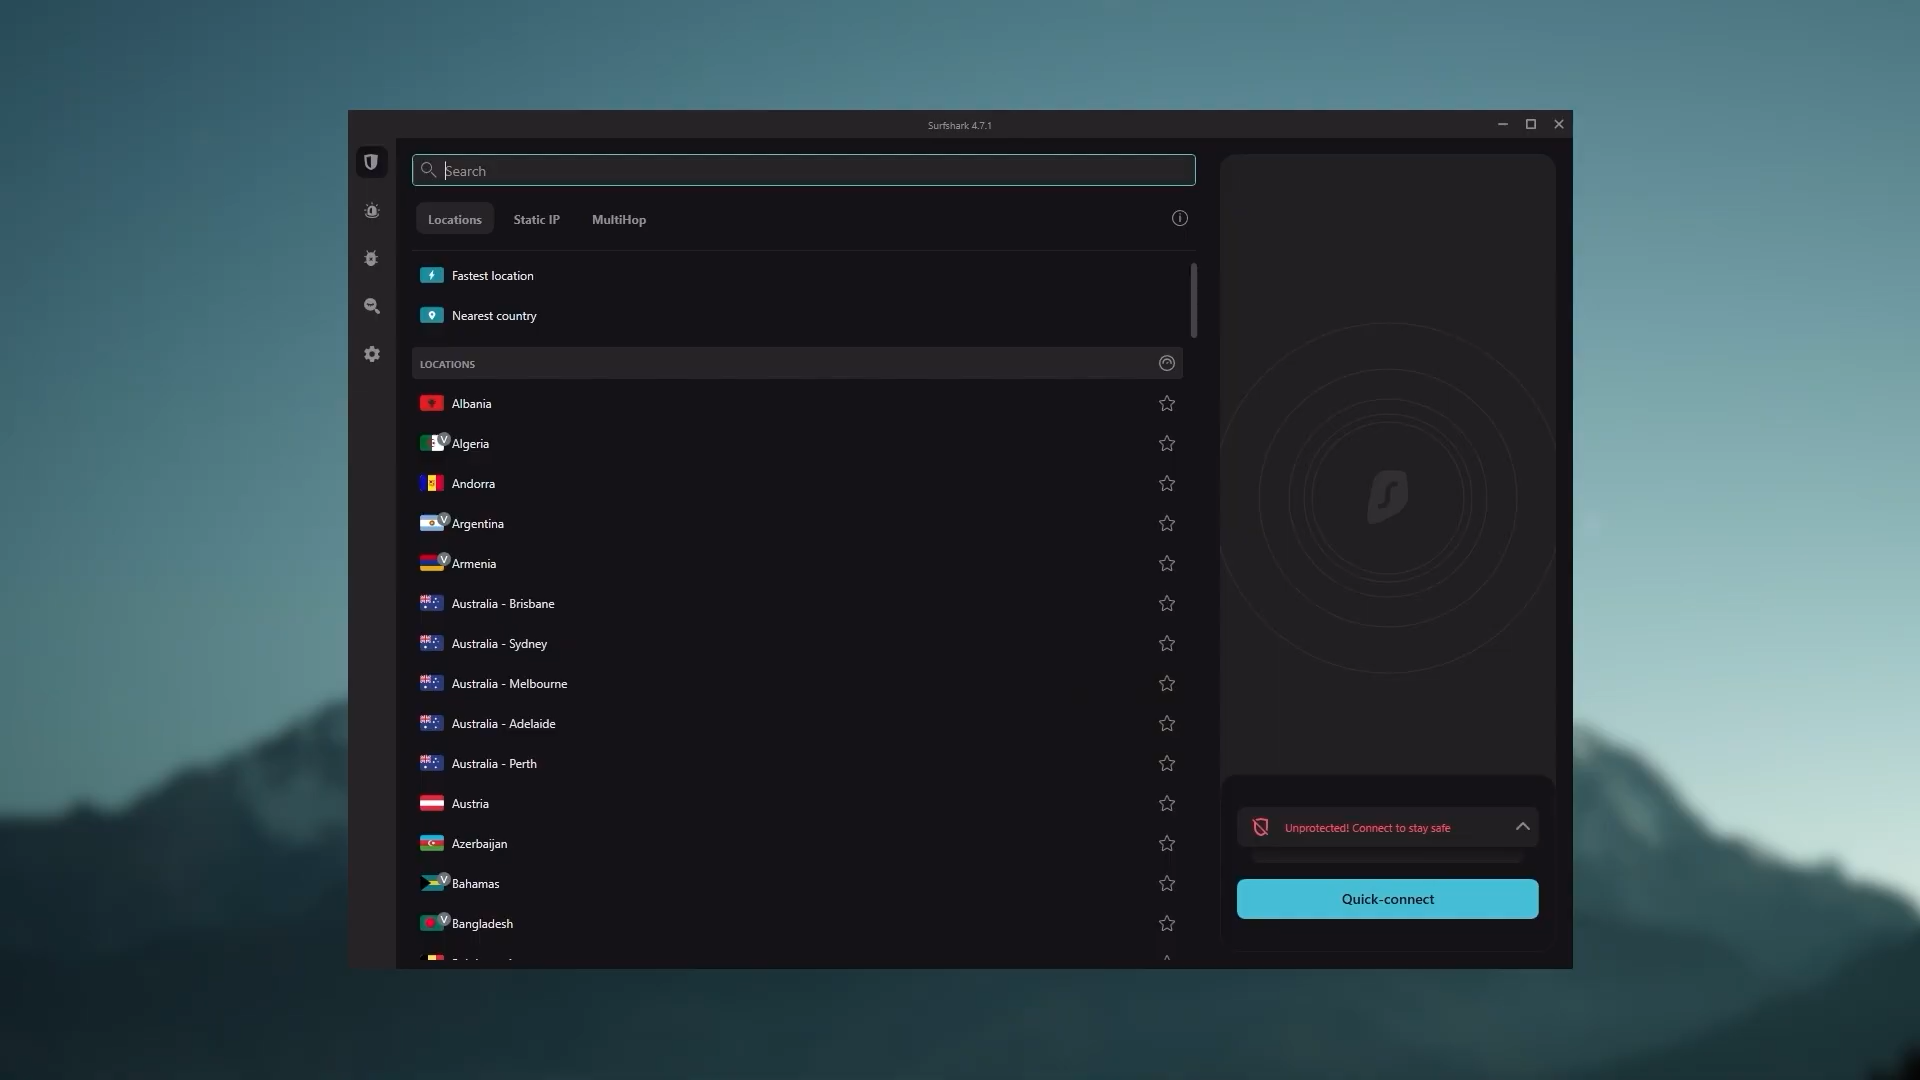 Surfshark 4.7.1
Search
Locations Static IP MultiHop
Fastest location
Nearest country
LOCATIONS
Albania
V Algeria
Andorra
V Argentina
V Armenia
Australia - Brisbane
Australia - Sydney
Australia - Melbourne
Australia - Adelaide
Australia - Perth
Austria
Azerbaijan
V Bahamas
V Bangladesh
Unprotected! Connect to stay safe
Quick-connect